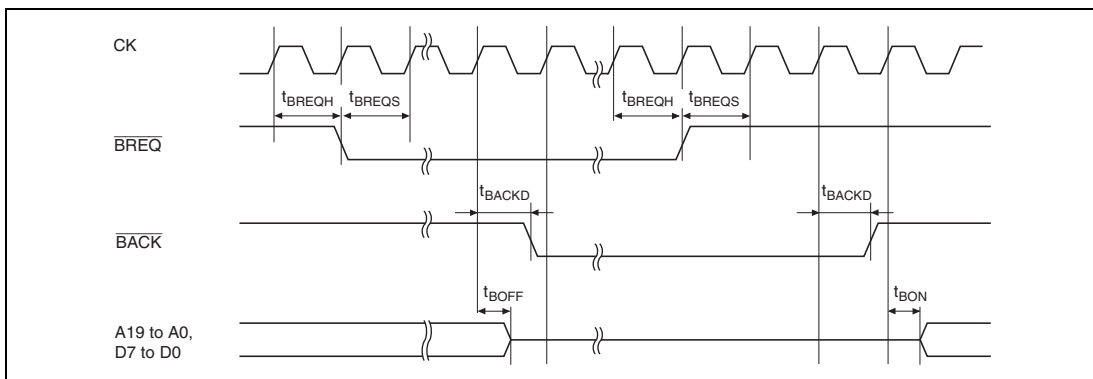 CK
tBREQH tBREQS tBREQH tBREQS
BREQ
tBACKD tBACKD
BACK
tBOFF tBON
A19 to A0,
D7 to D0